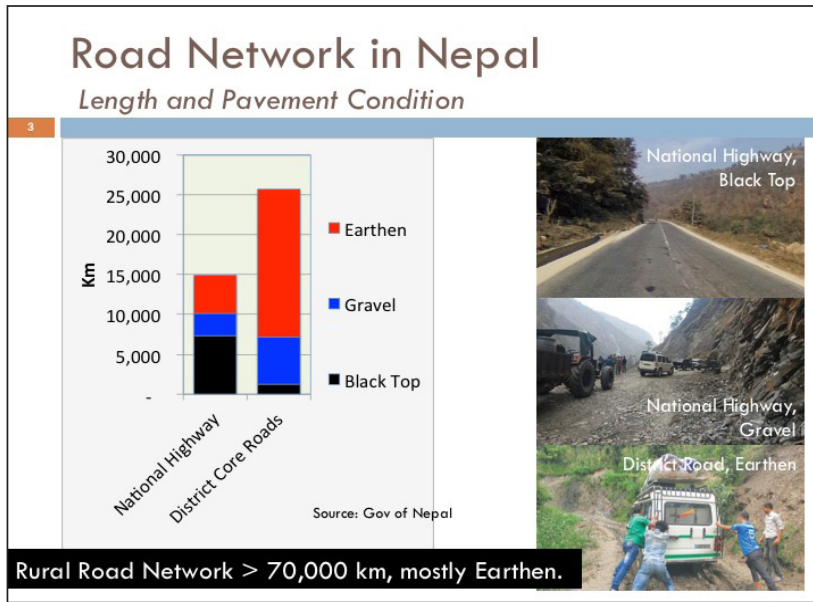 Road Network in Nepal
Length and Pavement Condition
3
30,000
25,000
20,000
15,000
10,000
5,000
-
Km
National Highway
District Core Roads
Earthen
Gravel
Black Top
Source: Gov of Nepal
National Highway,
Black Top
National Highway,
Gravel
District Road, Earthen
Rural Road Network > 70,000 km, mostly Earthen.